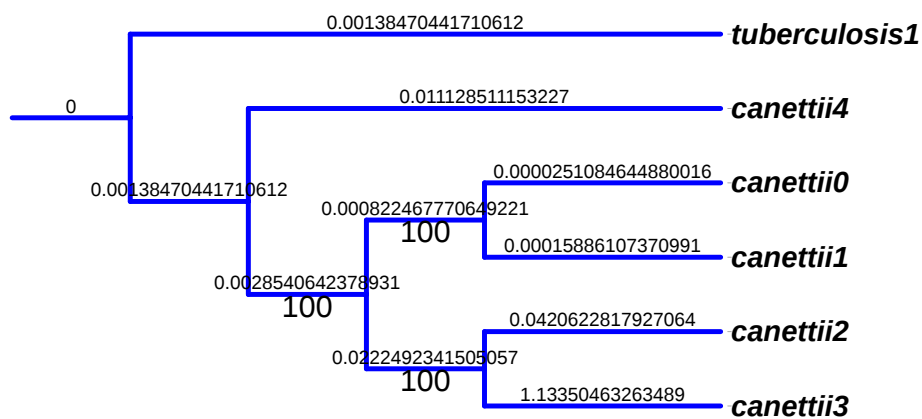 0.00138470441710612
tuberculosis1
0
0.011128511153227
canettii4
0.00138470441710612
0.0000251084644880016
canettii0
0.000822467770649221
100
0.00015886107370991
canettii1
0.0028540642378931
100
0.0420622817927064
canettii2
0.0222492341505057
100
1.13350463263489
canettii3